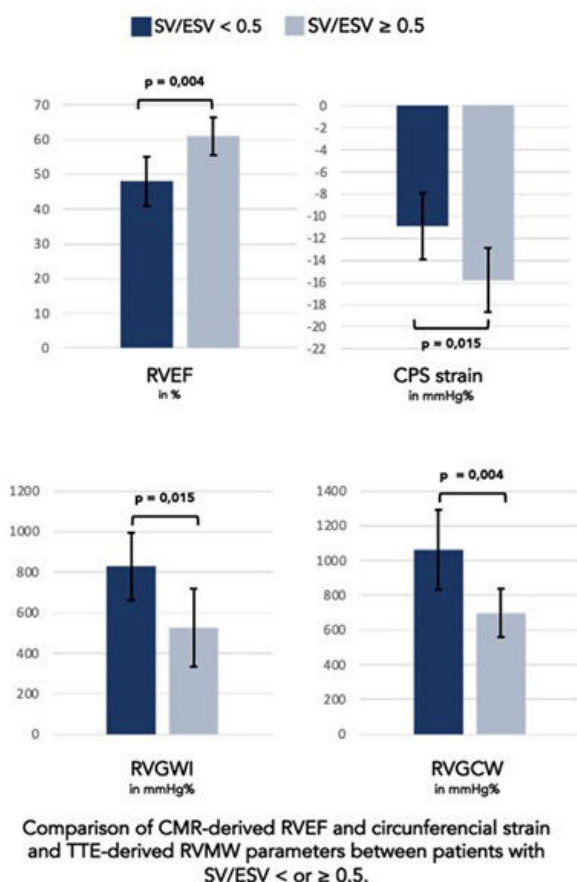 SV/ESV < 0.5 SV/ESV ≥ 0.5
p = 0,004
70
60
50
40
30
20
10
0
RVEF
in %
0
-2
-4
-6
-8
-10
-12
-14
-16
-18
-20
-22
p = 0,015
CPS strain
in mmHg%
1200
1000
800
600
400
200
0
p = 0,015
RVGWI
in mmHg%
p = 0,004
1400
1200
1000
800
600
400
200
0
RVGCW
in mmHg%
Comparison of CMR-derived RVEF and circunferencial strain
and TTE-derived RVMW parameters between patients with
SV/ESV < or ≥ 0.5.